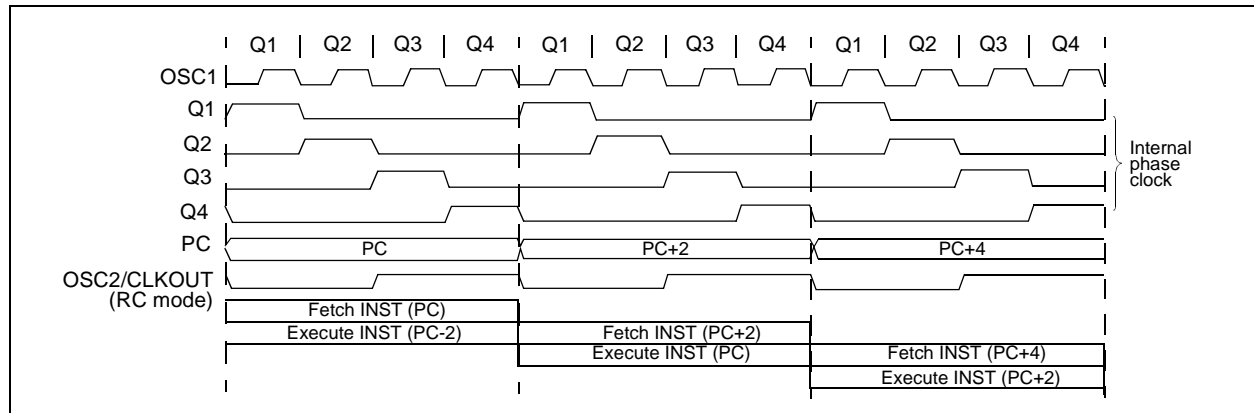 Q1 Q2 Q3 Q4 Q1 Q2 Q3 Q4 Q1 Q2 Q3 Q4
OSC1
Q1
Q2
Q3
Q4
Internal
phase
clock
PC PC PC+2 PC+4
OSC2/CLKOUT
(RC mode)
Fetch INST (PC)
Execute INST (PC-2) Fetch INST (PC+2)
Execute INST (PC) Fetch INST (PC+4)
Execute INST (PC+2)